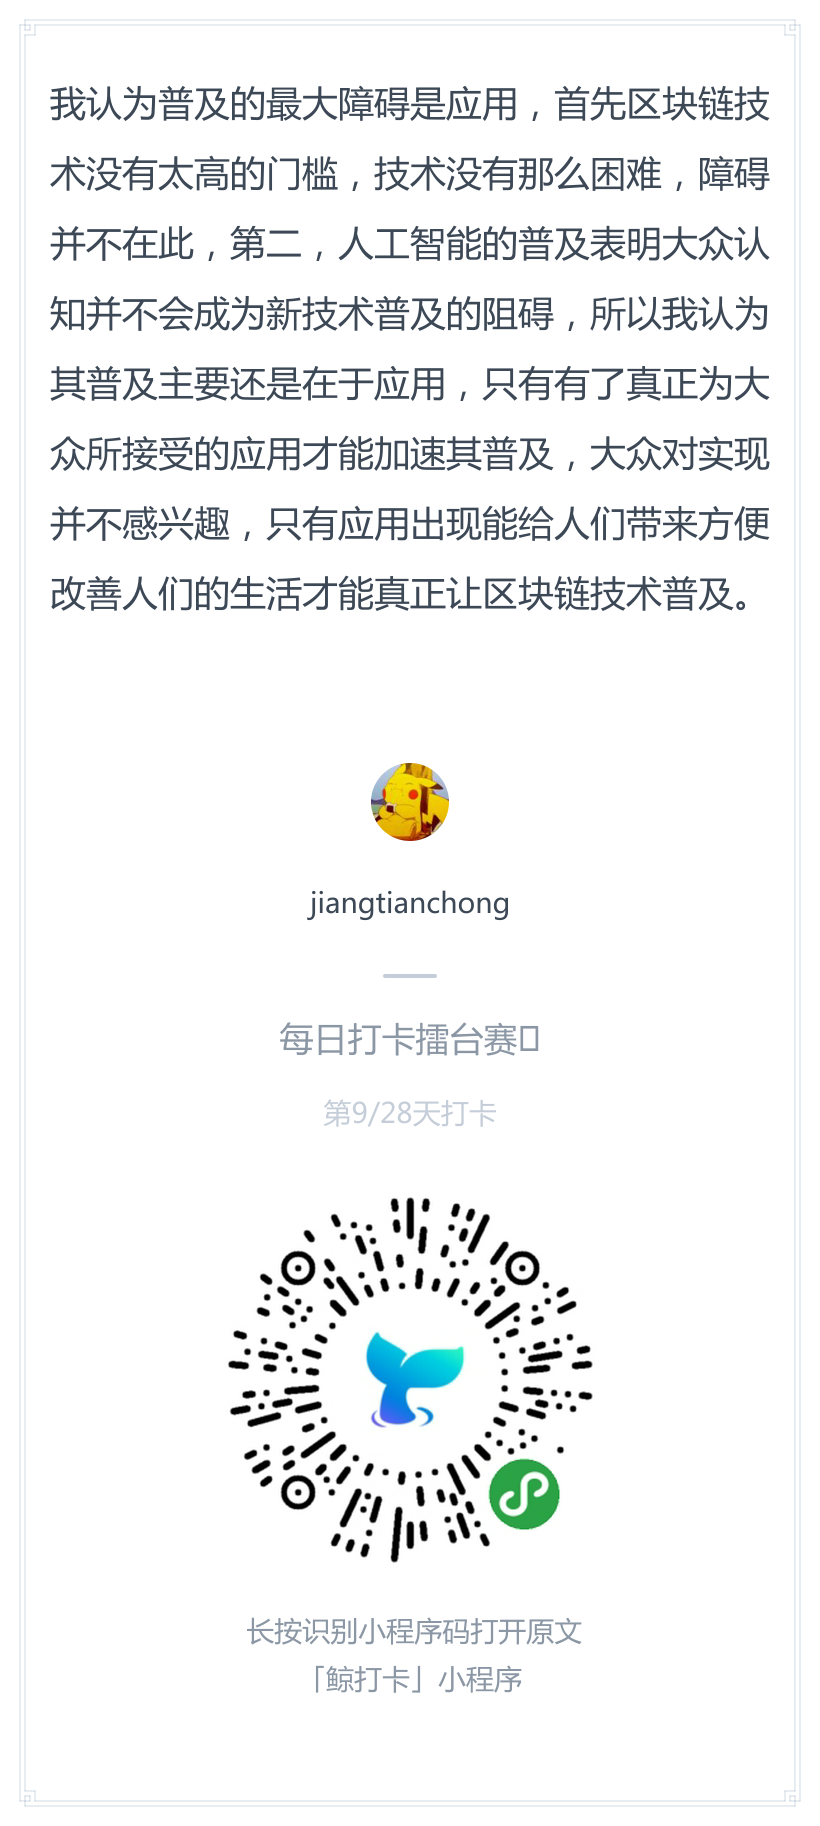 我认为普及的最大障碍是应用，首先区块链技
术没有太高的门槛，技术没有那么困难，障碍
并不在此，第二，人工智能的普及表明大众认
知并不会成为新技术普及的阻碍，所以我认为
其普及主要还是在于应用，只有有了真正为大
众所接受的应用才能加速其普及，大众对实现
并不感兴趣，只有应用出现能给人们带来方便
改善人们的生活才能真正让区块链技术普及。
jiangtianchong
每日打卡擂台赛
第9/28天打卡
长按识别小程序码打开原文
「鲸打卡」小程序